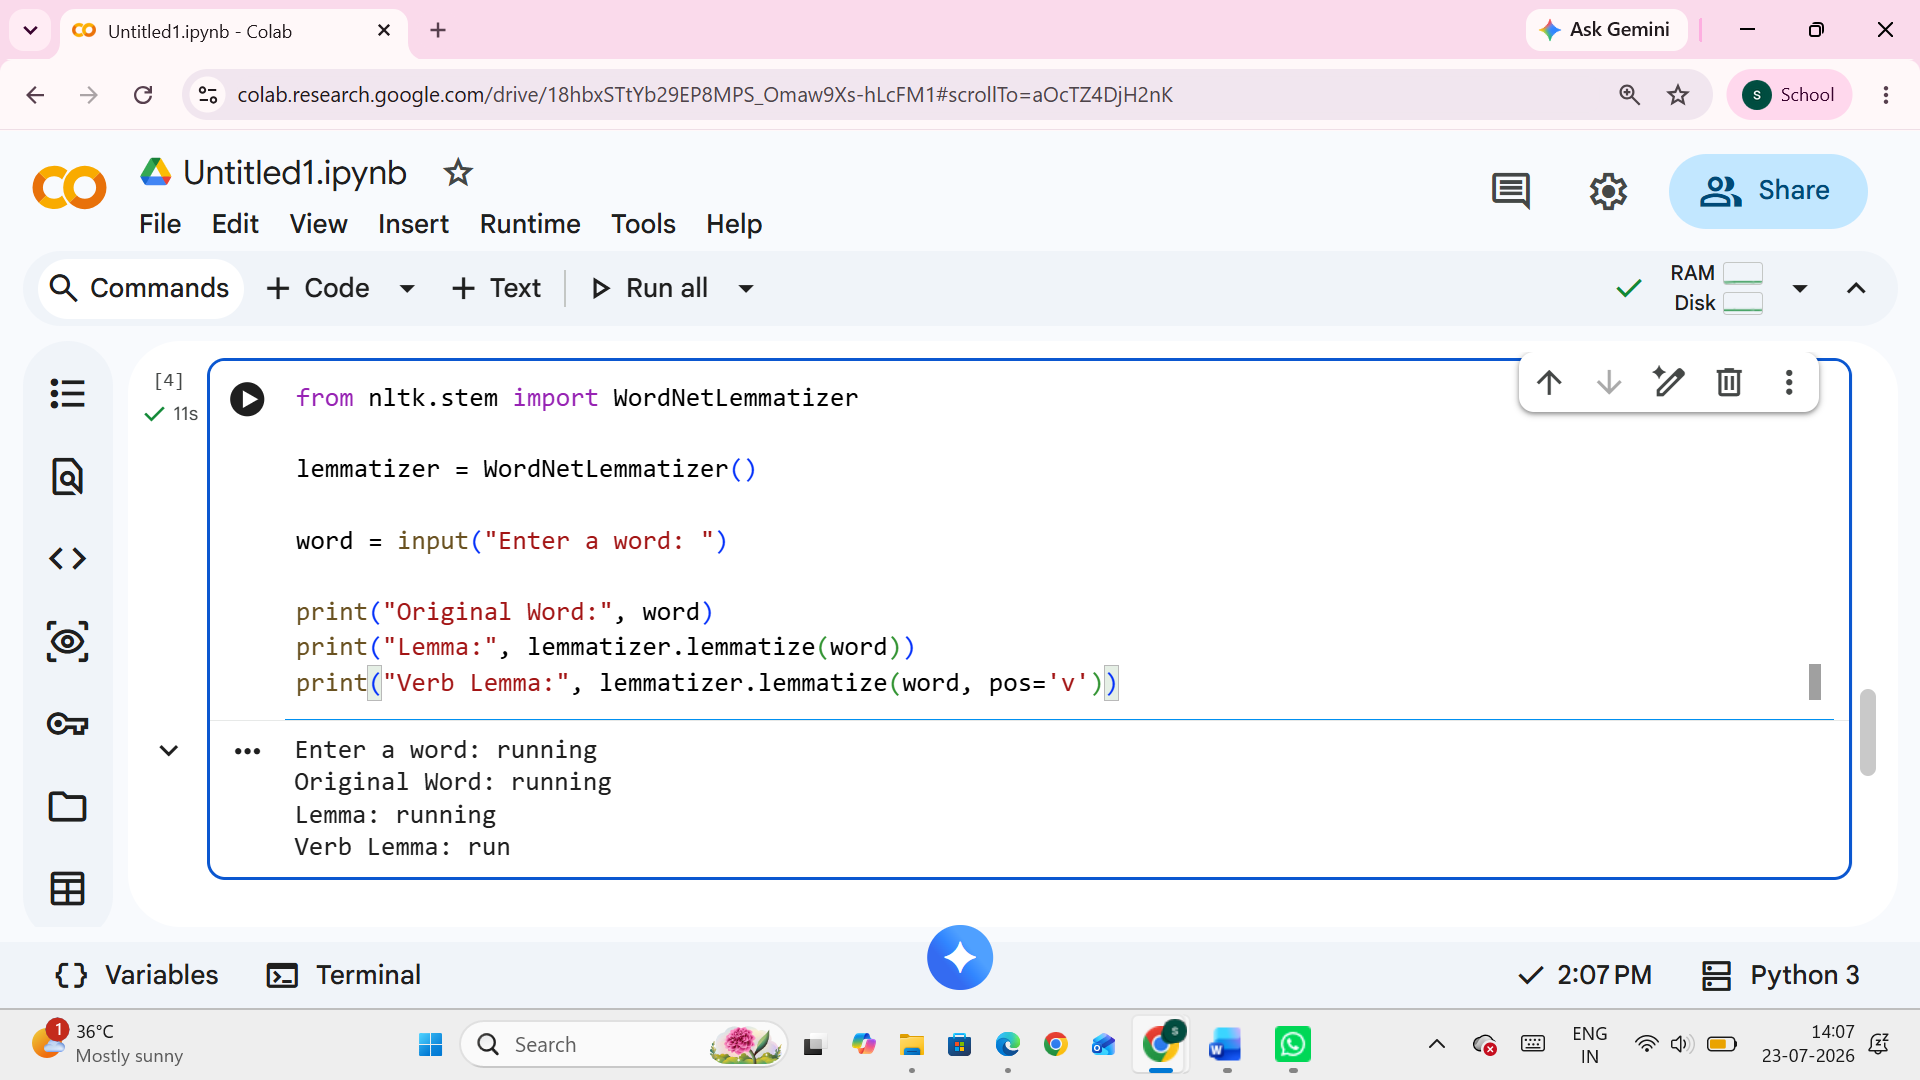 Untitled1.ipynb - Colab
Ask Gemini
colab.research.google.com/drive/18hbxSTtYb29EP8MPS_Omaw9Xs-hLcFM1#scrollTo=aOcTZ4DjH2nK
S School
Untitled1.ipynb
File Edit View Insert Runtime Tools Help
Share
Commands + Code + Text Run all
RAM
Disk
[4]
11s
from nltk.stem import WordNetLemmatizer
lemmatizer = WordNetLemmatizer()
word = input("Enter a word: ")
print("Original Word:", word)
print("Lemma:", lemmatizer.lemmatize(word))
print("Verb Lemma:", lemmatizer.lemmatize(word, pos='v'))
Enter a word: running
Original Word: running
Lemma: running
Verb Lemma: run
{} Variables Terminal
2:07 PM Python 3
1
36°C
Mostly sunny
Search
S
ENG
IN
14:07
23-07-2026